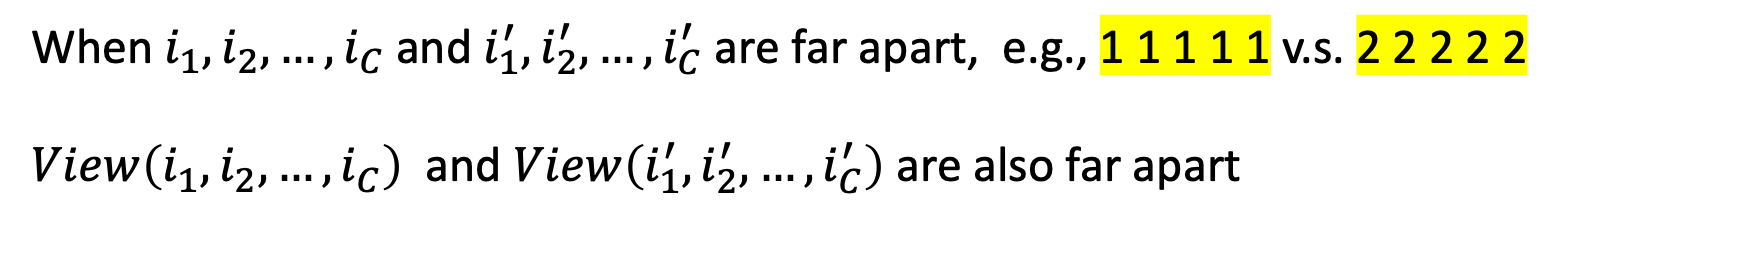 When i₁, i₂, ... , i_C and i′₁, i′₂, ... , i′_C are far apart, e.g., 1 1 1 1 1 v.s. 2 2 2 2 2
View(i₁, i₂, ... , i_C) and View(i′₁, i′₂, ... , i′_C) are also far apart